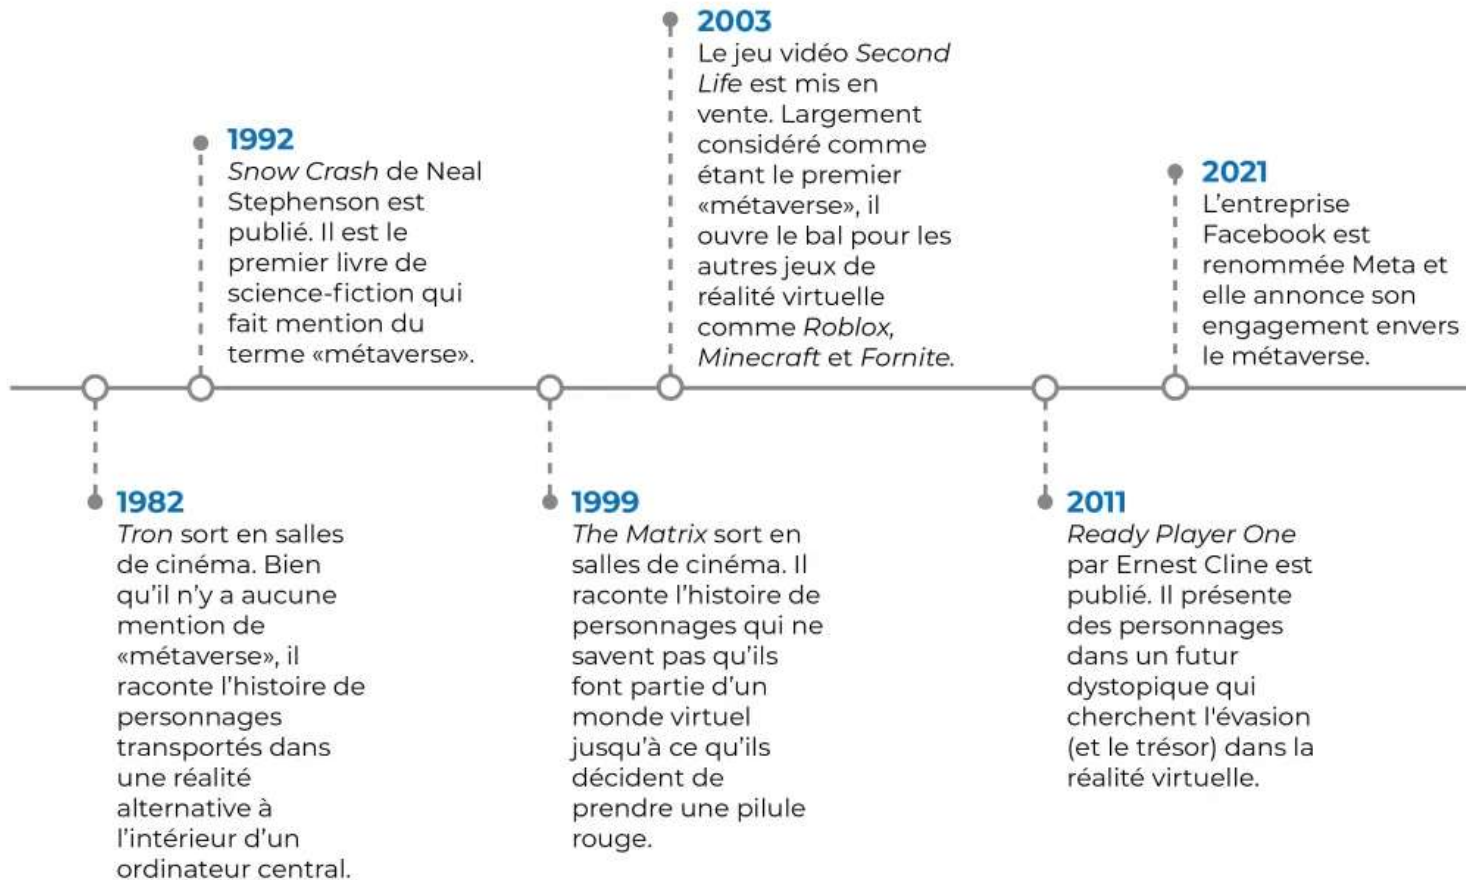 1982
Tron sort en salles
de cinéma. Bien
qu'il n'y a aucune
mention de
«métaverse», il
raconte l'histoire de
personnages
transportés dans
une réalité
alternative à
l'intérieur d'un
ordinateur central.
1992
Snow Crash de Neal
Stephenson est
publié. Il est le
premier livre de
science-fiction qui
fait mention du
terme «métaverse».
1999
The Matrix sort en
salles de cinéma. Il
raconte l'histoire de
personnages qui ne
savent pas qu'ils
font partie d'un
monde virtuel
jusqu'à ce qu'ils
décident de
prendre une pilule
rouge.
2003
Le jeu vidéo Second
Life est mis en
vente. Largement
considéré comme
étant le premier
«métaverse», il
ouvre le bal pour les
autres jeux de
réalité virtuelle
comme Roblox,
Minecraft et Fornite.
2011
Ready Player One
par Ernest Cline est
publié. Il présente
des personnages
dans un futur
dystopique qui
cherchent l'évasion
(et le trésor) dans la
réalité virtuelle.
2021
L'entreprise
Facebook est
renommée Meta et
elle annonce son
engagement envers
le métaverse.